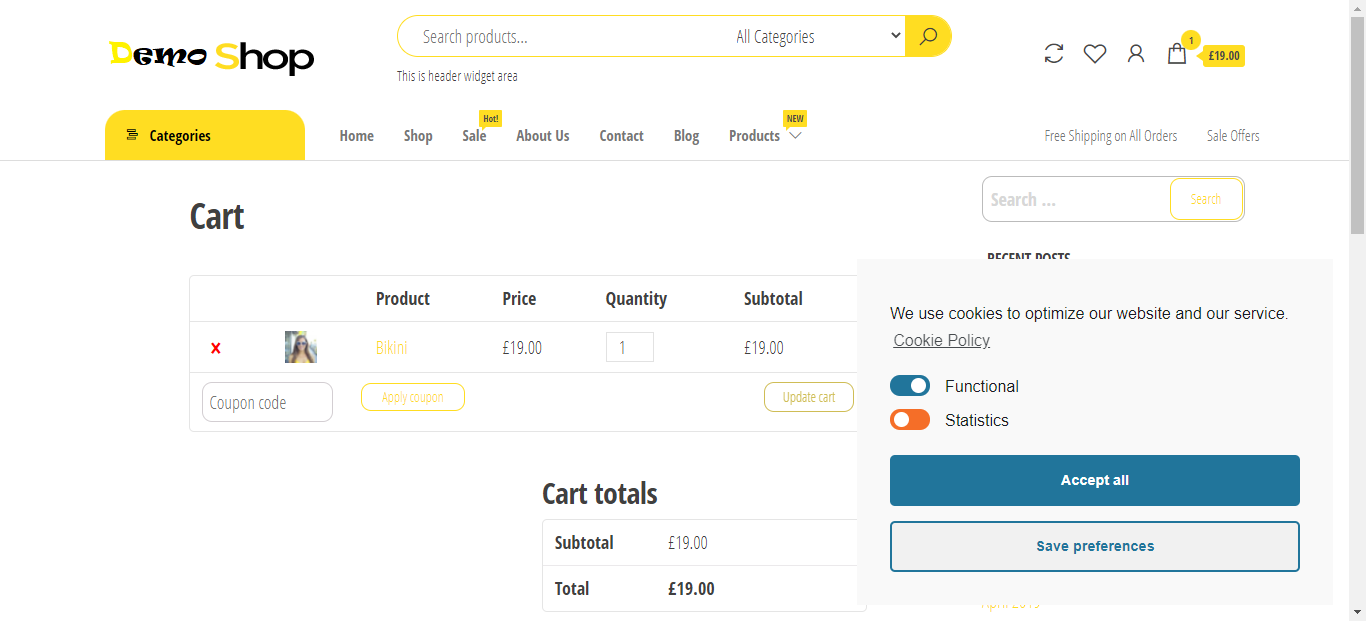 Demo Shop
Search products...
All Categories
This is header widget area
1
£19.00
Categories
Home
Shop
Sale
Hot!
About Us
Contact
Blog
Products
NEW
Free Shipping on All Orders
Sale Offers
Cart
Search ...
Search
RECENT POSTS
Product Price Quantity Subtotal
x Bikini £19.00 1 £19.00
Coupon code
Apply coupon
Update cart
Cart totals
Subtotal £19.00
Total £19.00
We use cookies to optimize our website and our service.
Cookie Policy
Functional
Statistics
Accept all
Save preferences
April 2019